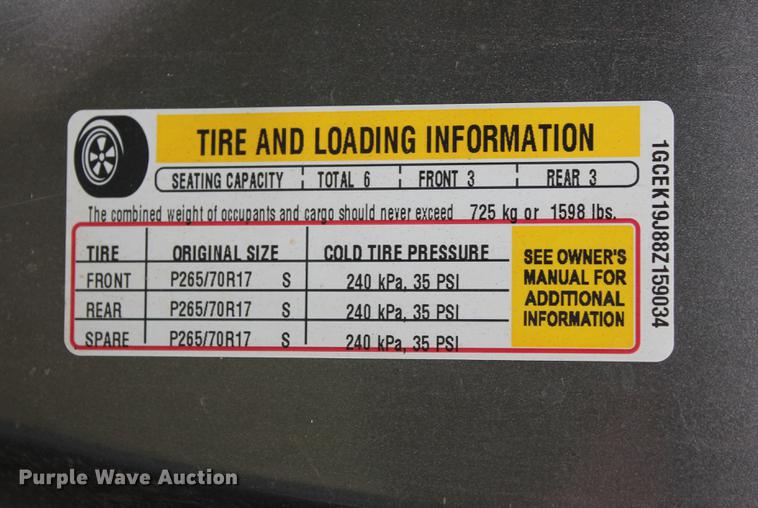 TIRE AND LOADING INFORMATION
SEATING CAPACITY TOTAL 6 FRONT 3 REAR 3
The combined weight of occupants and cargo should never exceed 725 kg or 1598 lbs.
TIRE ORIGINAL SIZE COLD TIRE PRESSURE
FRONT P265/70R17 S 240 kPa, 35 PSI
REAR P265/70R17 S 240 kPa, 35 PSI
SPARE P265/70R17 S 240 kPa, 35 PSI
SEE OWNER'S
MANUAL FOR
ADDITIONAL
INFORMATION
1GCEK19J88Z159034
Purple Wave Auction